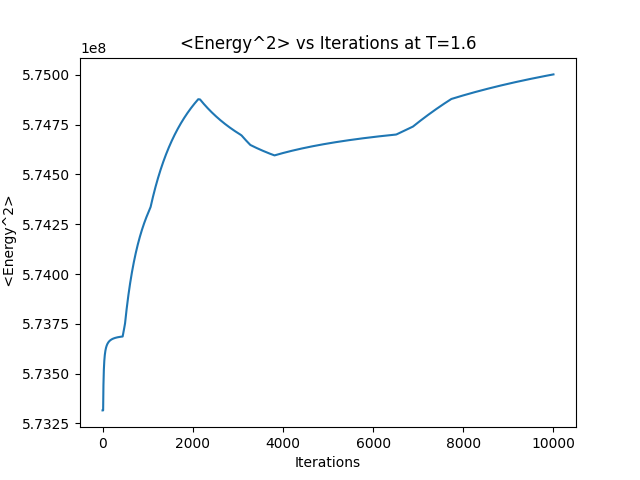 <Energy^2> vs Iterations at T=1.6
1e8
5.7500
5.7475
5.7450
5.7425
5.7400
5.7375
5.7350
5.7325
<Energy^2>
0 2000 4000 6000 8000 10000
Iterations